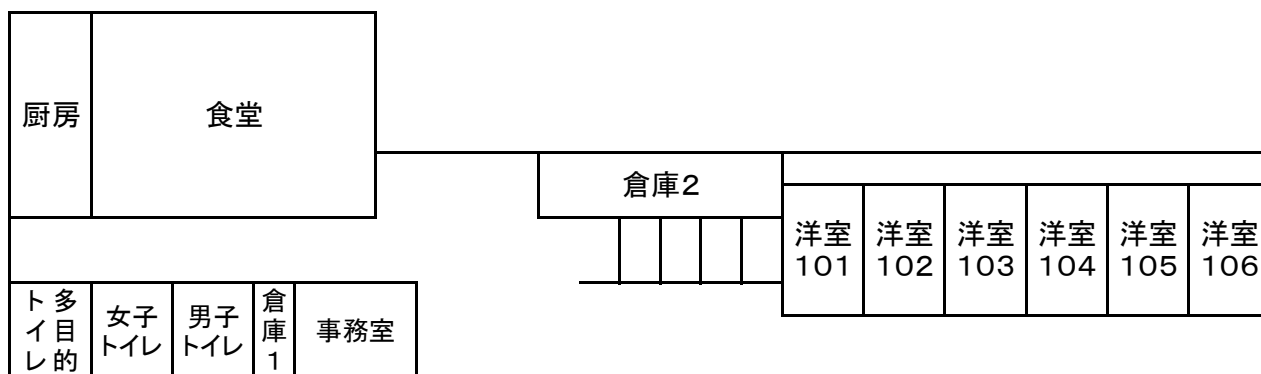 厨房
食堂
倉庫２
洋室
１０１
洋室
１０２
洋室
１０３
洋室
１０４
洋室
１０５
洋室
１０６
多目的
トイレ
女子
トイレ
男子
トイレ
倉庫１
事務室